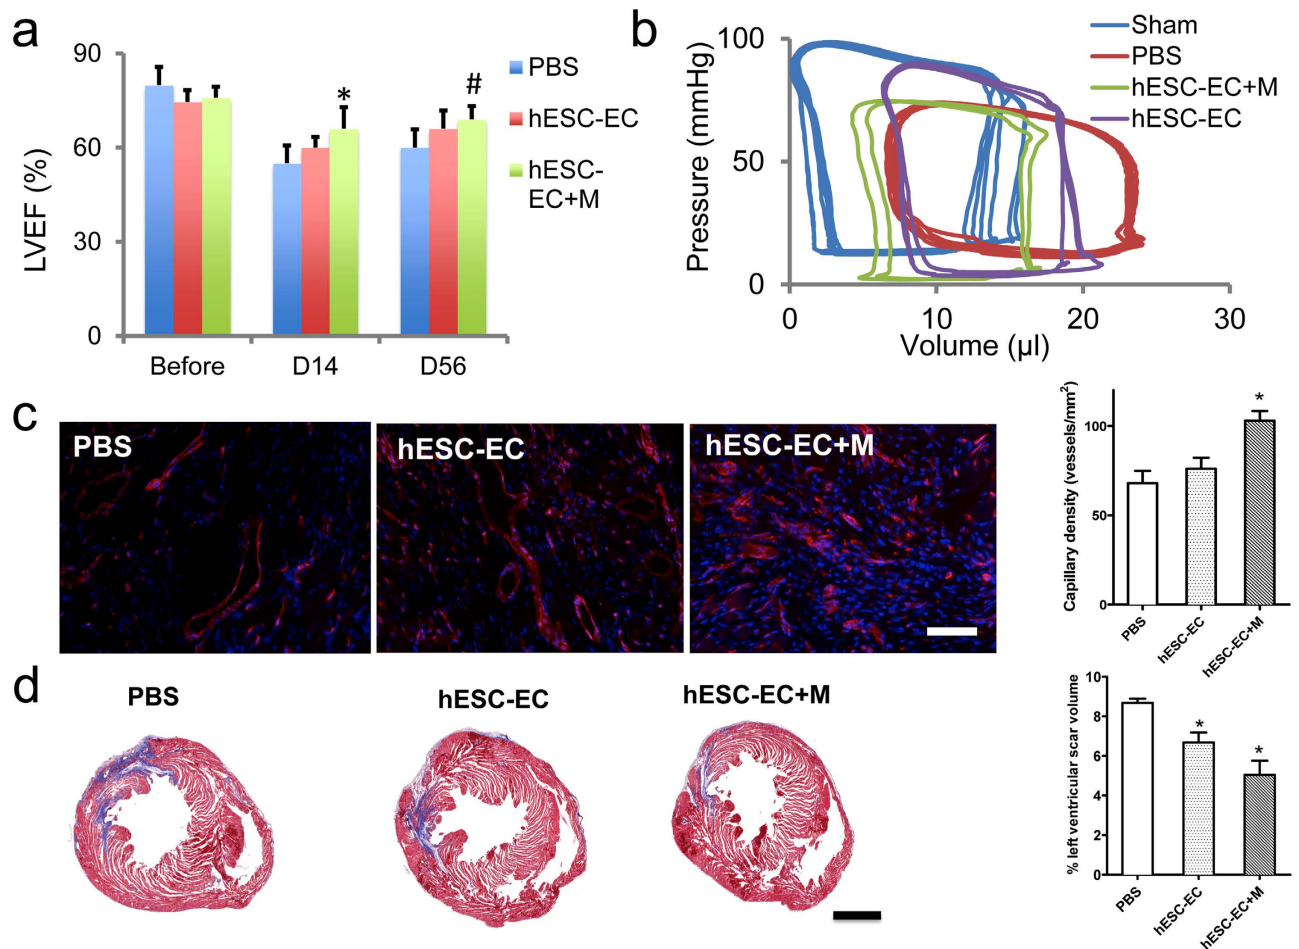 a
LVEF (%)
90
60
30
0
*
#
PBS
hESC-EC
hESC-
EC+M
Before
D14
D56
b
Pressure (mmHg)
100
50
0
Sham
PBS
hESC-EC+M
hESC-EC
0
10
20
30
Volume (µl)
c
PBS
hESC-EC
hESC-EC+M
Capillary density (vessels/mm²)
100
50
0
*
PBS
hESC-EC
hESC-EC+M
d
PBS
hESC-EC
hESC-EC+M
% left ventricular scar volume
10
8
6
4
2
0
*
*
PBS
hESC-EC
hESC-EC+M